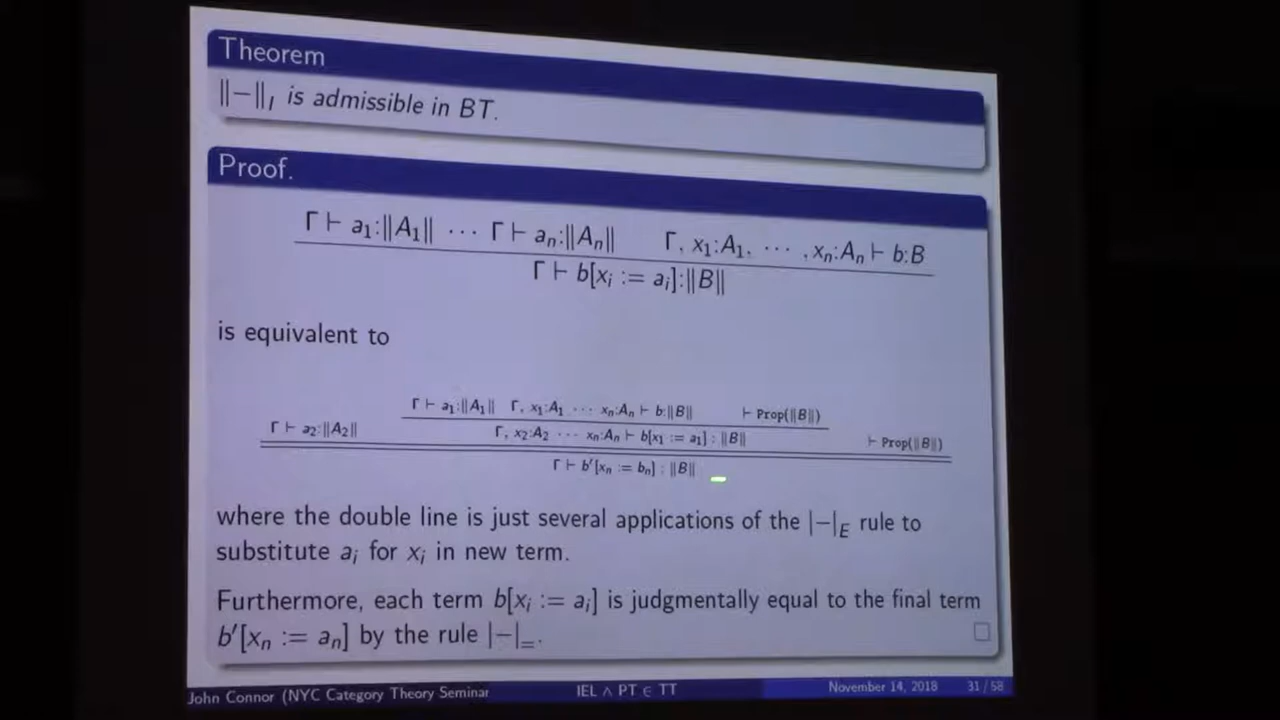 Theorem
‖−‖I is admissible in BT.
Proof.
Γ ⊢ a₁:‖A₁‖ ··· Γ ⊢ aₙ:‖Aₙ‖ Γ, x₁:A₁, ··· , xₙ:Aₙ ⊢ b:B
Γ ⊢ b[xᵢ := aᵢ]:‖B‖
is equivalent to
Γ ⊢ a₁:‖A₁‖ Γ, x₁:A₁ ··· xₙ:Aₙ ⊢ b:‖B‖ ⊢ Prop(‖B‖)
Γ ⊢ a₂:‖A₂‖ Γ, x₂:A₂ ··· xₙ:Aₙ ⊢ b[x₁ := a₁] : ‖B‖ ⊢ Prop(‖B‖)
Γ ⊢ b′[xₙ := bₙ] : ‖B‖
where the double line is just several applications of the |−|E rule to
substitute aᵢ for xᵢ in new term.
Furthermore, each term b[xᵢ := aᵢ] is judgmentally equal to the final term
b′[xₙ := aₙ] by the rule |−|₌.
John Connor (NYC Category Theory Seminar IEL ∧ PT ∈ TT November 14, 2018 31 / 58